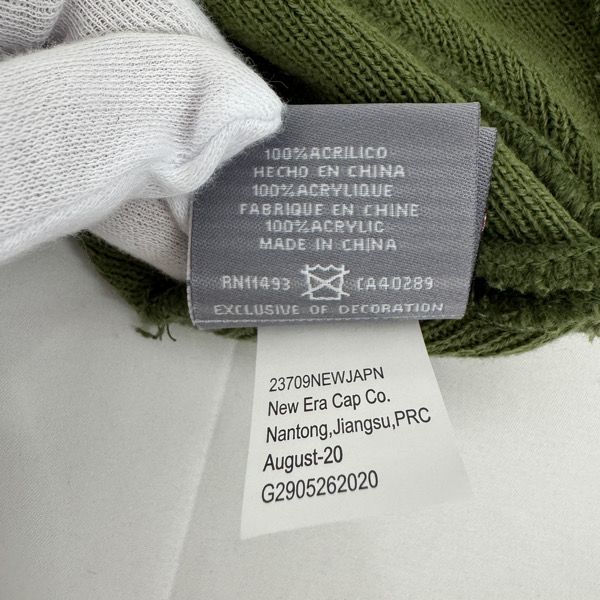 100%ACRILICO
HECHO EN CHINA
100%ACRYLIQUE
FABRIQUE EN CHINE
100%ACRYLIC
MADE IN CHINA
RN11493 CA40289
EXCLUSIVE OF DECORATION
23709NEWJAPN
New Era Cap Co.
Nantong,Jiangsu,PRC
August-20
G2905262020